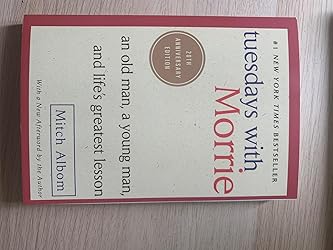 #1 NEW YORK TIMES BESTSELLER
tuesdays with
Morrie
20TH
ANNIVERSARY
EDITION
an old man, a young man,
and life's greatest lesson
Mitch Albom
With a New Afterword by the Author